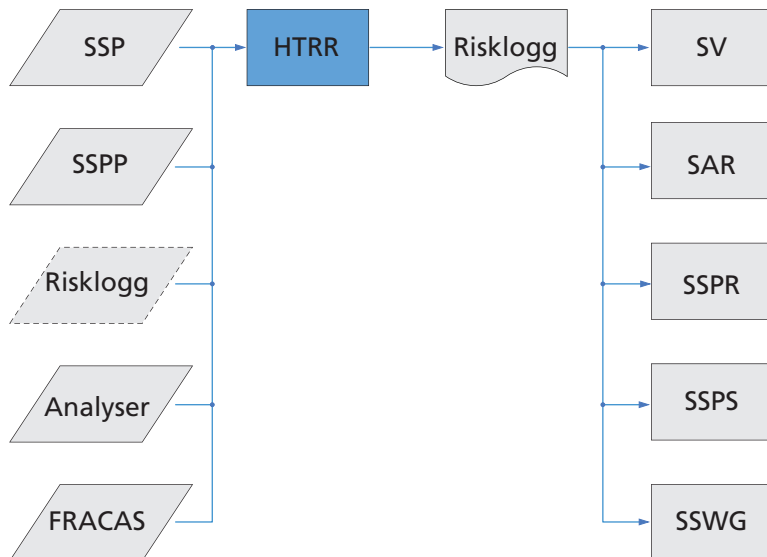 SSP
HTRR
Risklogg
SV
SSPP
SAR
Risklogg
SSPR
Analyser
SSPS
FRACAS
SSWG